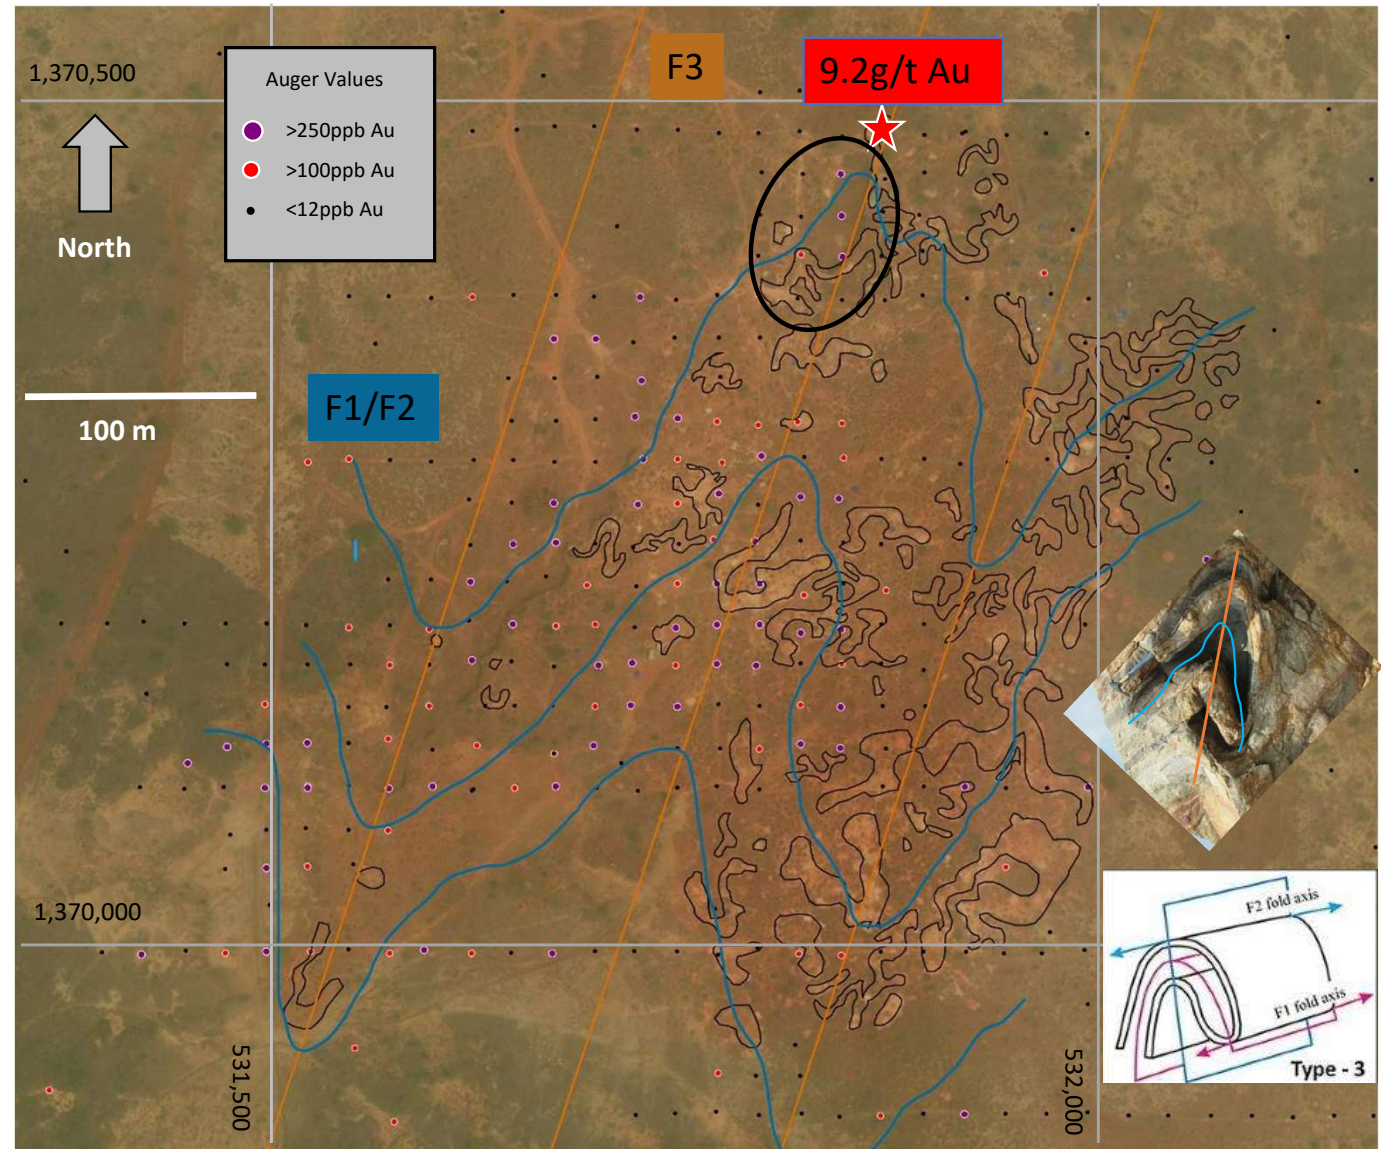 1,370,500
F3
9.2g/t Au
Auger Values
>250ppb Au
>100ppb Au
<12ppb Au
North
100 m
F1/F2
1,370,000
531,500
532,000
F2 fold axis
F1 fold axis
Type - 3